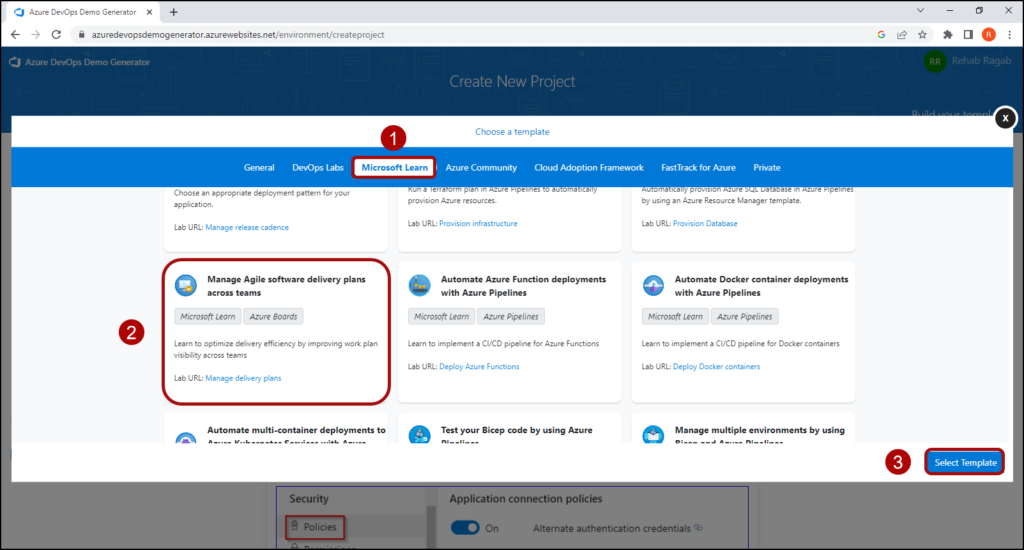 Azure DevOps Demo Generator
azuredevopsdemogenerator.azurewebsites.net/environment/createproject
G
R
Azure DevOps Demo Generator
RR
Rehab Ragab
Create New Project
Build your template
X
1
Choose a template
General DevOps Labs Microsoft Learn Azure Community Cloud Adoption Framework FastTrack for Azure Private
Choose an appropriate deployment pattern for your
application.
Lab URL: Manage release cadence
Run a Terraform plan in Azure Pipelines to automatically
provision Azure resources.
Lab URL: Provision infrastructure
Automatically provision Azure SQL Database in Azure Pipelines
by using an Azure Resource Manager template.
Lab URL: Provision Database
2
Manage Agile software delivery plans
across teams
Microsoft Learn Azure Boards
Learn to optimize delivery efficiency by improving work plan
visibility across teams
Lab URL: Manage delivery plans
Automate Azure Function deployments
with Azure Pipelines
Microsoft Learn Azure Pipelines
Learn to implement a CI/CD pipeline for Azure Functions
Lab URL: Deploy Azure Functions
Automate Docker container deployments
with Azure Pipelines
Microsoft Learn Azure Pipelines
Learn to implement a CI/CD pipeline for Docker containers
Lab URL: Deploy Docker containers
Automate multi-container deployments to
Azure Kubernetes Services with Azure
Test your Bicep code by using Azure
Pipelines
Manage multiple environments by using
Bicep and Azure Pipelines
3
Select Template
Security
Policies
Permissions
Application connection policies
On Alternate authentication credentials